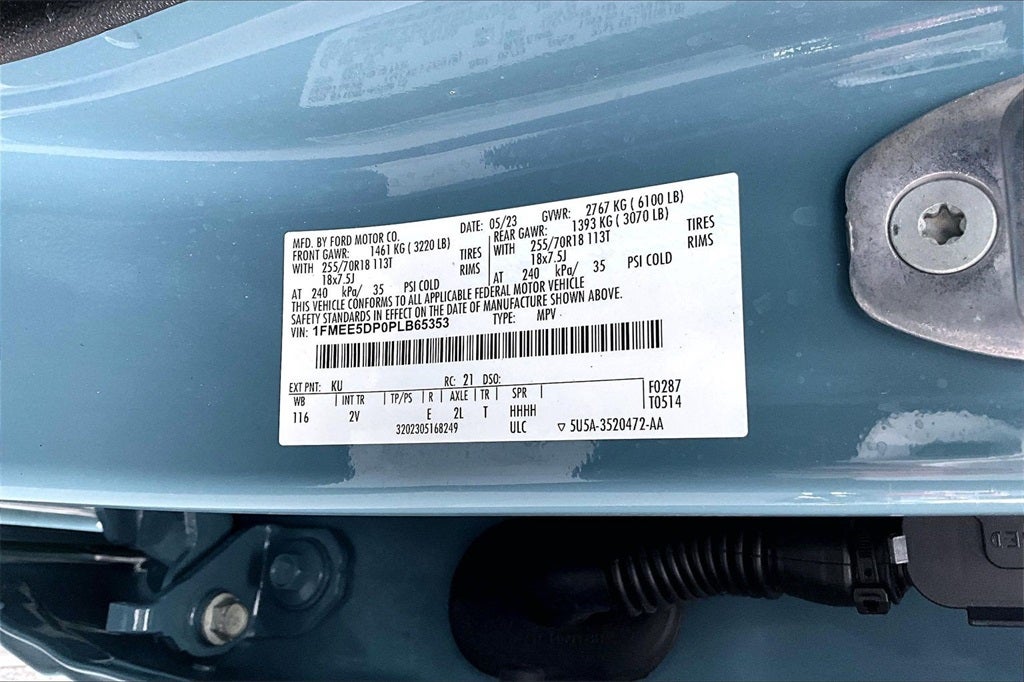 MFD. BY FORD MOTOR CO. DATE: 05/23 GVWR: 2767 KG ( 6100 LB)
FRONT GAWR: 1461 KG ( 3220 LB) REAR GAWR: 1393 KG ( 3070 LB)
WITH 255/70R18 113T TIRES WITH 255/70R18 113T TIRES
18x7.5J RIMS 18x7.5J RIMS
AT 240 kPa/ 35 PSI COLD AT 240 kPa/ 35 PSI COLD
THIS VEHICLE CONFORMS TO ALL APPLICABLE FEDERAL MOTOR VEHICLE
SAFETY STANDARDS IN EFFECT ON THE DATE OF MANUFACTURE SHOWN ABOVE.
VIN: 1FMEE5DP0PLB65353 TYPE: MPV
EXT PNT: KU RC: 21 DSO:
WB INT TR TP/PS R AXLE TR SPR F0287
116 2V E 2L T HHHH T0514
3202305168249 ULC ▽ 5U5A-3520472-AA